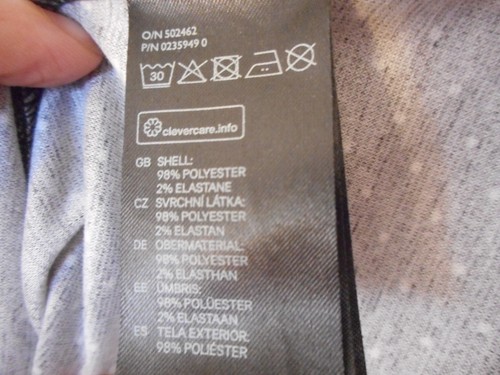 O/N 502462
P/N 0235949 0
30
clevercare.info
GB SHELL:
98% POLYESTER
2% ELASTANE
CZ SVRCHNÍ LÁTKA:
98% POLYESTER
2% ELASTAN
DE OBERMATERIAL:
98% POLYESTER
2% ELASTHAN
EE ÜMBRIS:
98% POLÜESTER
2% ELASTAAN
ES TELA EXTERIOR:
98% POLIÉSTER